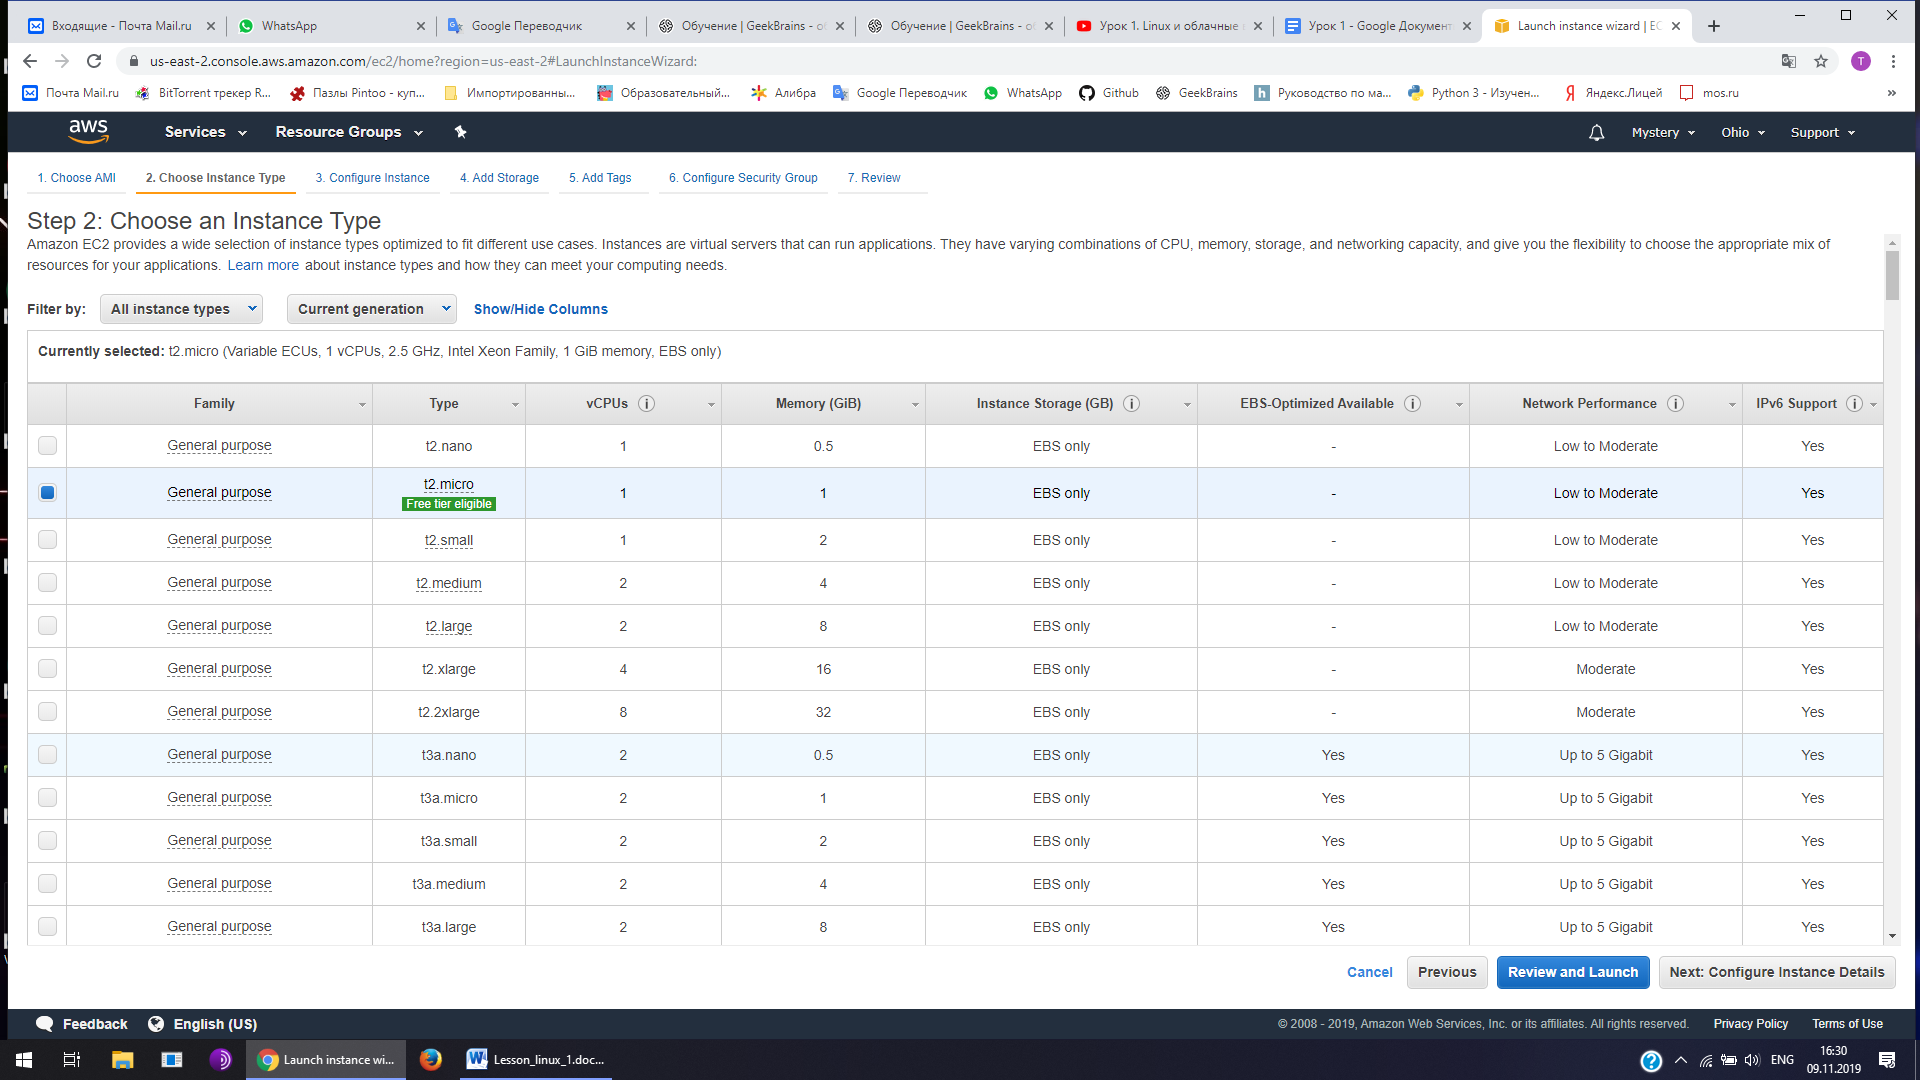 Входящие - Почта Mail.ru
WhatsApp
Google Переводчик
Обучение | GeekBrains - об
Обучение | GeekBrains - об
Урок 1. Linux и облачные
Урок 1 - Google Документ
Launch instance wizard | EC
us-east-2.console.aws.amazon.com/ec2/home?region=us-east-2#LaunchInstanceWizard:
T
Почта Mail.ru
BitTorrent трекер R...
Пазлы Pintoo - куп...
Импортированны...
Образовательный...
Алибра
Google Переводчик
WhatsApp
Github
GeekBrains
Руководство по ма...
Python 3 - Изучен...
Яндекс.Лицей
mos.ru
»
aws
Services
Resource Groups
Mystery
Ohio
Support
1. Choose AMI
2. Choose Instance Type
3. Configure Instance
4. Add Storage
5. Add Tags
6. Configure Security Group
7. Review
Step 2: Choose an Instance Type
Amazon EC2 provides a wide selection of instance types optimized to fit different use cases. Instances are virtual servers that can run applications. They have varying combinations of CPU, memory, storage, and networking capacity, and give you the flexibility to choose the appropriate mix of
resources for your applications. Learn more about instance types and how they can meet your computing needs.
Filter by: All instance types Current generation Show/Hide Columns
Currently selected: t2.micro (Variable ECUs, 1 vCPUs, 2.5 GHz, Intel Xeon Family, 1 GiB memory, EBS only)
Family Type vCPUs Memory (GiB) Instance Storage (GB) EBS-Optimized Available Network Performance IPv6 Support
General purpose t2.nano 1 0.5 EBS only - Low to Moderate Yes
General purpose t2.micro 1 1 EBS only - Low to Moderate Yes
Free tier eligible
General purpose t2.small 1 2 EBS only - Low to Moderate Yes
General purpose t2.medium 2 4 EBS only - Low to Moderate Yes
General purpose t2.large 2 8 EBS only - Low to Moderate Yes
General purpose t2.xlarge 4 16 EBS only - Moderate Yes
General purpose t2.2xlarge 8 32 EBS only - Moderate Yes
General purpose t3a.nano 2 0.5 EBS only Yes Up to 5 Gigabit Yes
General purpose t3a.micro 2 1 EBS only Yes Up to 5 Gigabit Yes
General purpose t3a.small 2 2 EBS only Yes Up to 5 Gigabit Yes
General purpose t3a.medium 2 4 EBS only Yes Up to 5 Gigabit Yes
General purpose t3a.large 2 8 EBS only Yes Up to 5 Gigabit Yes
Cancel Previous Review and Launch Next: Configure Instance Details
Feedback English (US)
© 2008 - 2019, Amazon Web Services, Inc. or its affiliates. All rights reserved. Privacy Policy Terms of Use
Launch instance wi...
Lesson_linux_1.doc...
ENG
16:30
09.11.2019